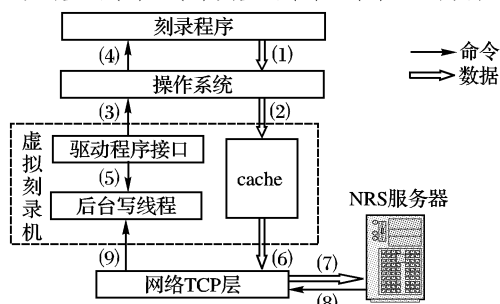 刻录程序
(4)
(1)
命令
数据
操作系统
(3)
(2)
虚拟刻录机
驱动程序接口
(5)
cache
后台写线程
NRS服务器
(9)
(6)
(7)
网络TCP层
(8)